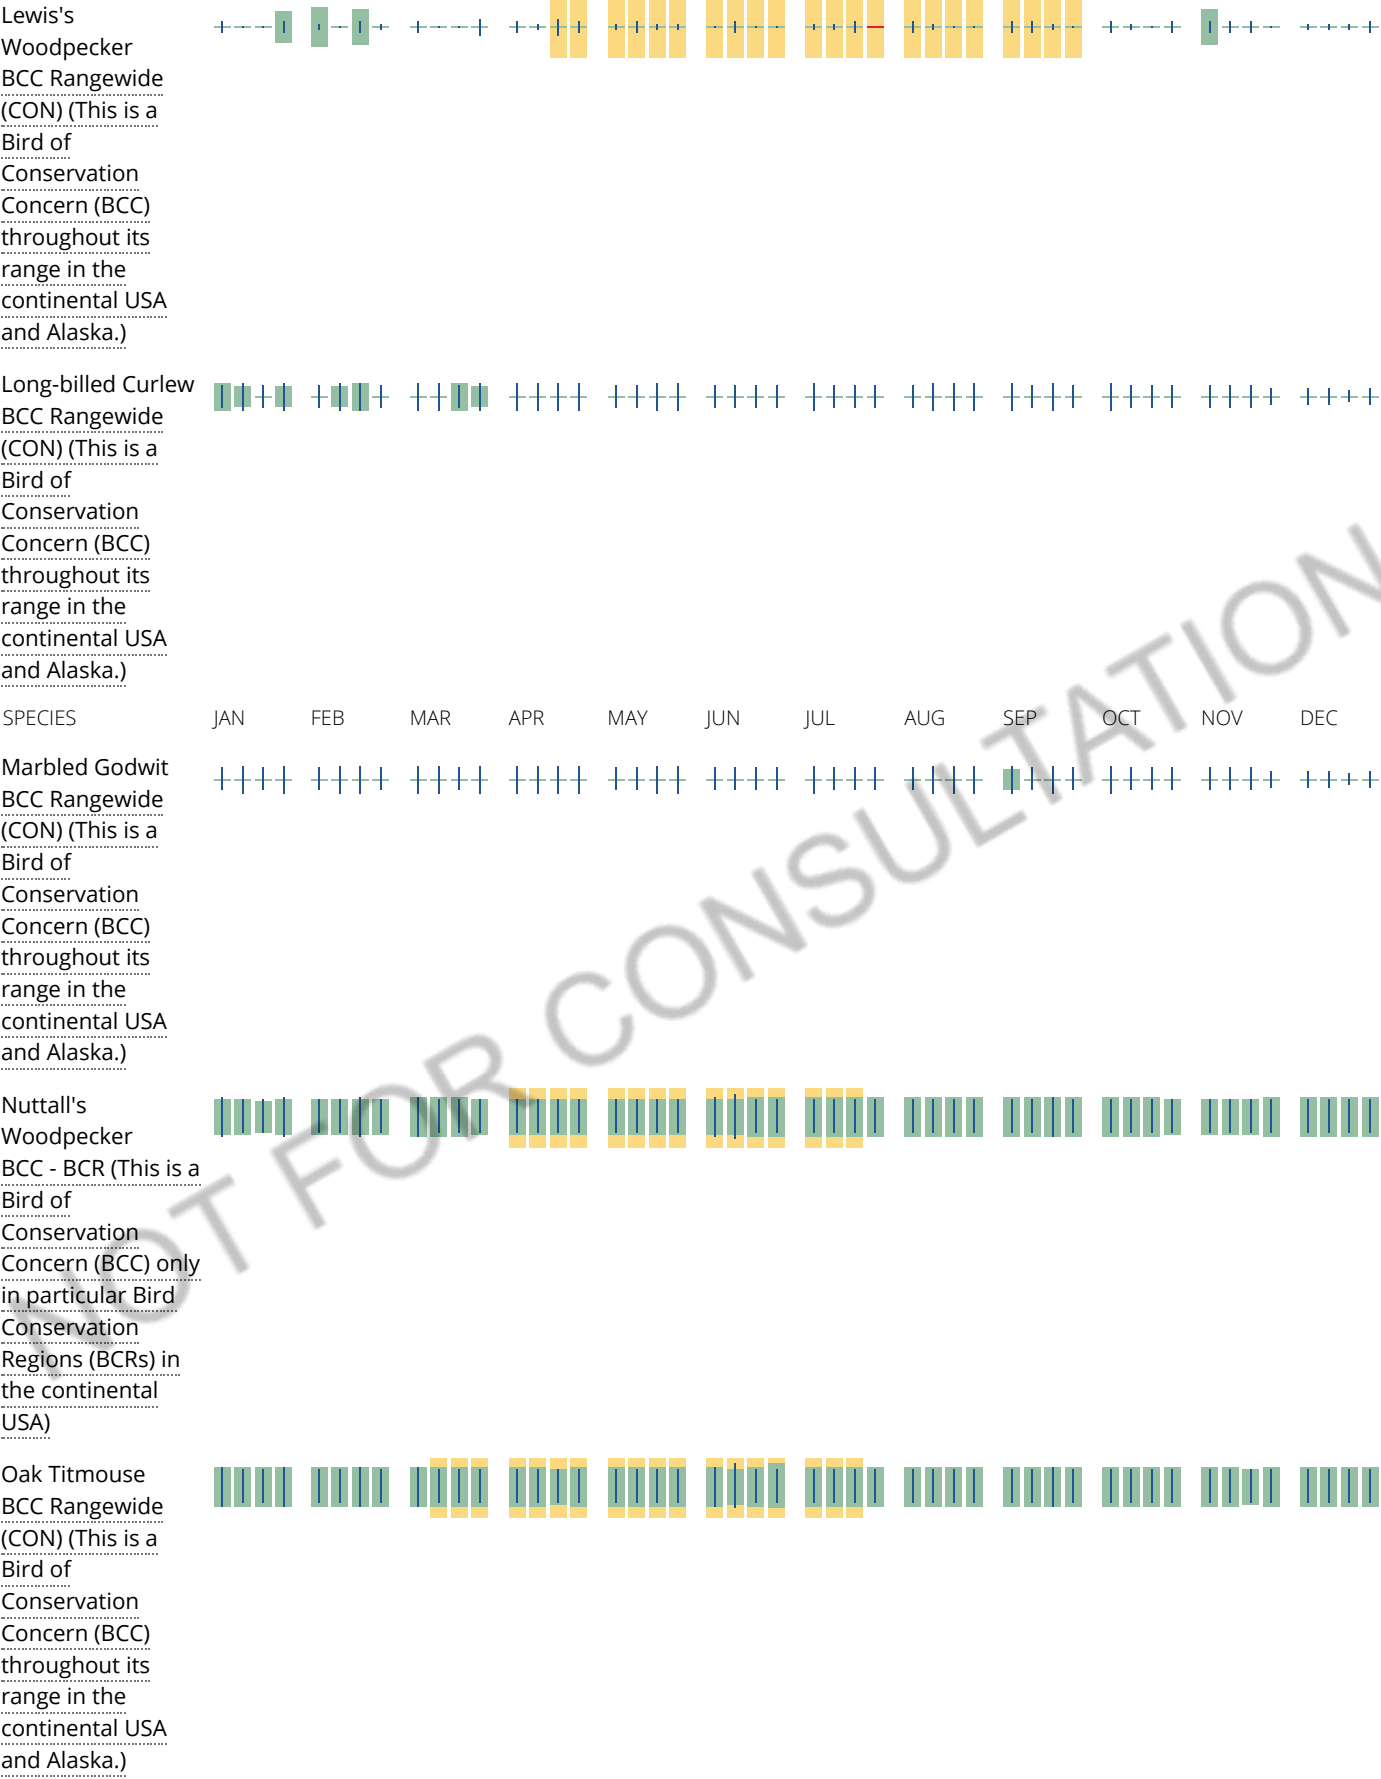 Lewis's
Woodpecker
BCC Rangewide
(CON) (This is a
Bird of
Conservation
Concern (BCC)
throughout its
range in the
continental USA
and Alaska.)
Long-billed Curlew
BCC Rangewide
(CON) (This is a
Bird of
Conservation
Concern (BCC)
throughout its
range in the
continental USA
and Alaska.)
SPECIES JAN FEB MAR APR MAY JUN JUL AUG SEP OCT NOV DEC
Marbled Godwit
BCC Rangewide
(CON) (This is a
Bird of
Conservation
Concern (BCC)
throughout its
range in the
continental USA
and Alaska.)
Nuttall's
Woodpecker
BCC - BCR (This is a
Bird of
Conservation
Concern (BCC) only
in particular Bird
Conservation
Regions (BCRs) in
the continental
USA)
Oak Titmouse
BCC Rangewide
(CON) (This is a
Bird of
Conservation
Concern (BCC)
throughout its
range in the
continental USA
and Alaska.)
NOT FOR CONSULTATION